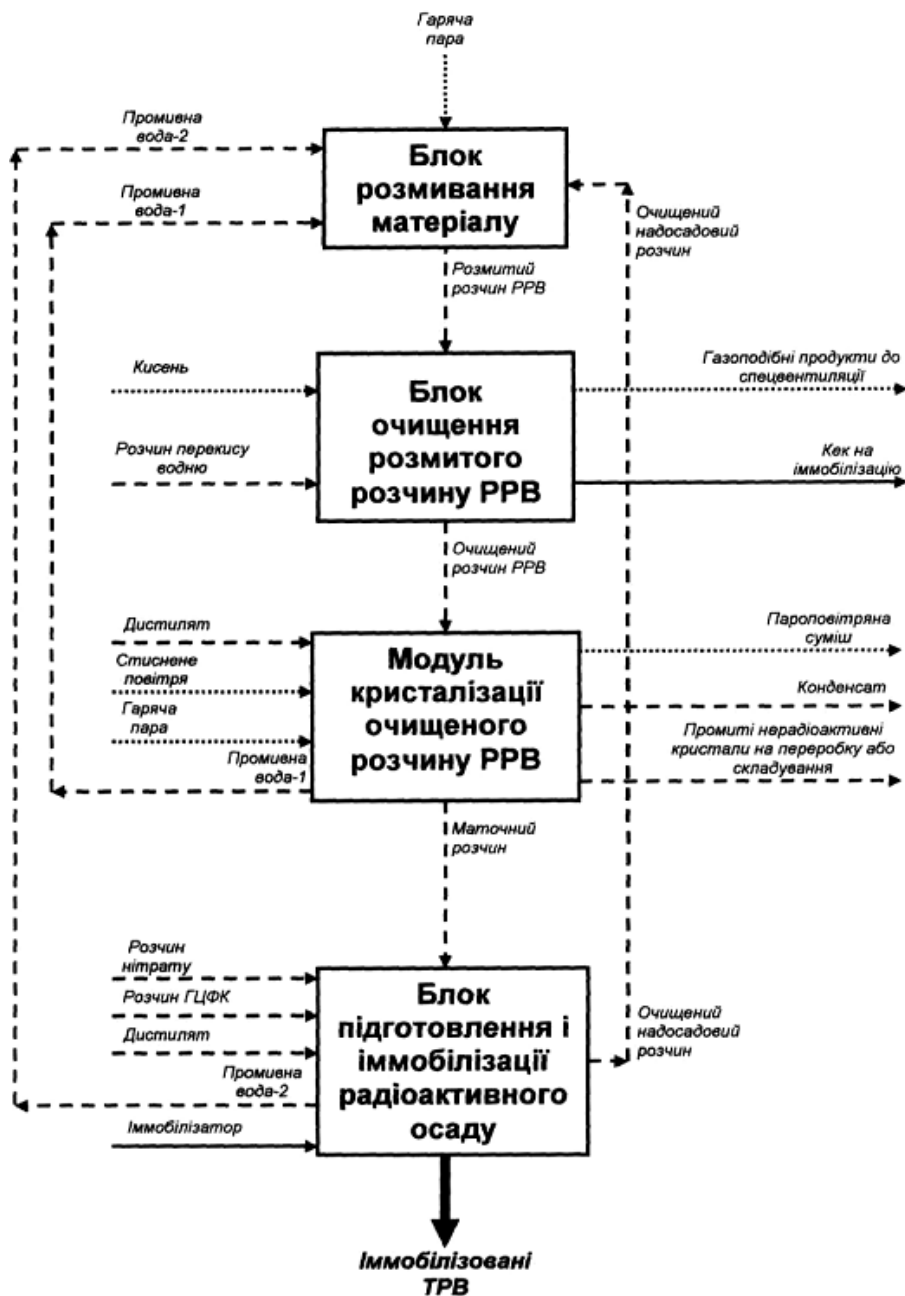 Гаряча
пара
Промивна
вода-2
Блок
розмивання
матеріалу
Промивна
вода-1
Очищений
надосадовий
розчин
Розмитий
розчин РРВ
Кисень
Газоподібні продукти до
спецвентиляції
Блок
очищення
розмитого
розчину РРВ
Розчин перекису
водню
Кек на
іммобілізацію
Очищений
розчин РРВ
Дистилят
Пароповітряна
суміш
Модуль
кристалізації
очищеного
розчину РРВ
Стиснене
повітря
Конденсат
Гаряча
пара
Промиті нерадіоактивні
кристали на переробку або
складування
Промивна
вода-1
Маточний
розчин
Розчин
нітрату
Блок
підготовлення і
іммобілізації
радіоактивного
осаду
Розчин ГЦФК
Дистилят
Очищений
надосадовий
розчин
Промивна
вода-2
Іммобілізатор
Іммобілізовані
ТРВ